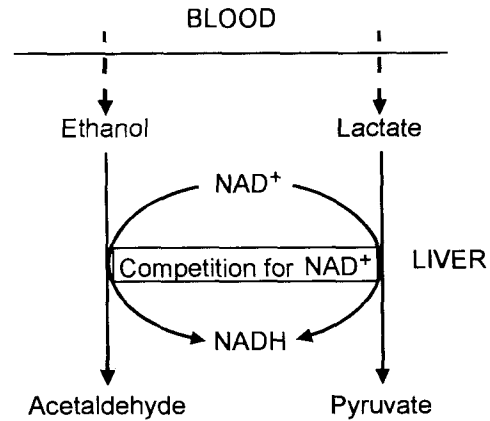 BLOOD
Ethanol Lactate
NAD+
Competition for NAD+ LIVER
NADH
Acetaldehyde Pyruvate